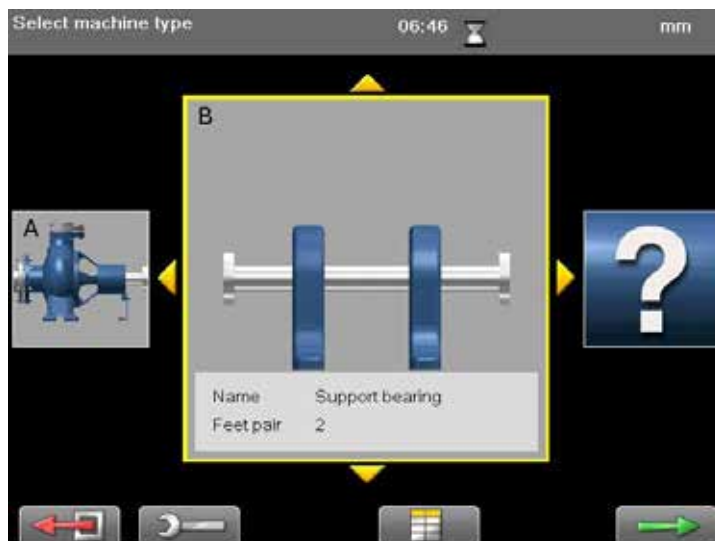 Select machine type 06:46 mm
B
A
?
Name Support bearing
Feet pair 2